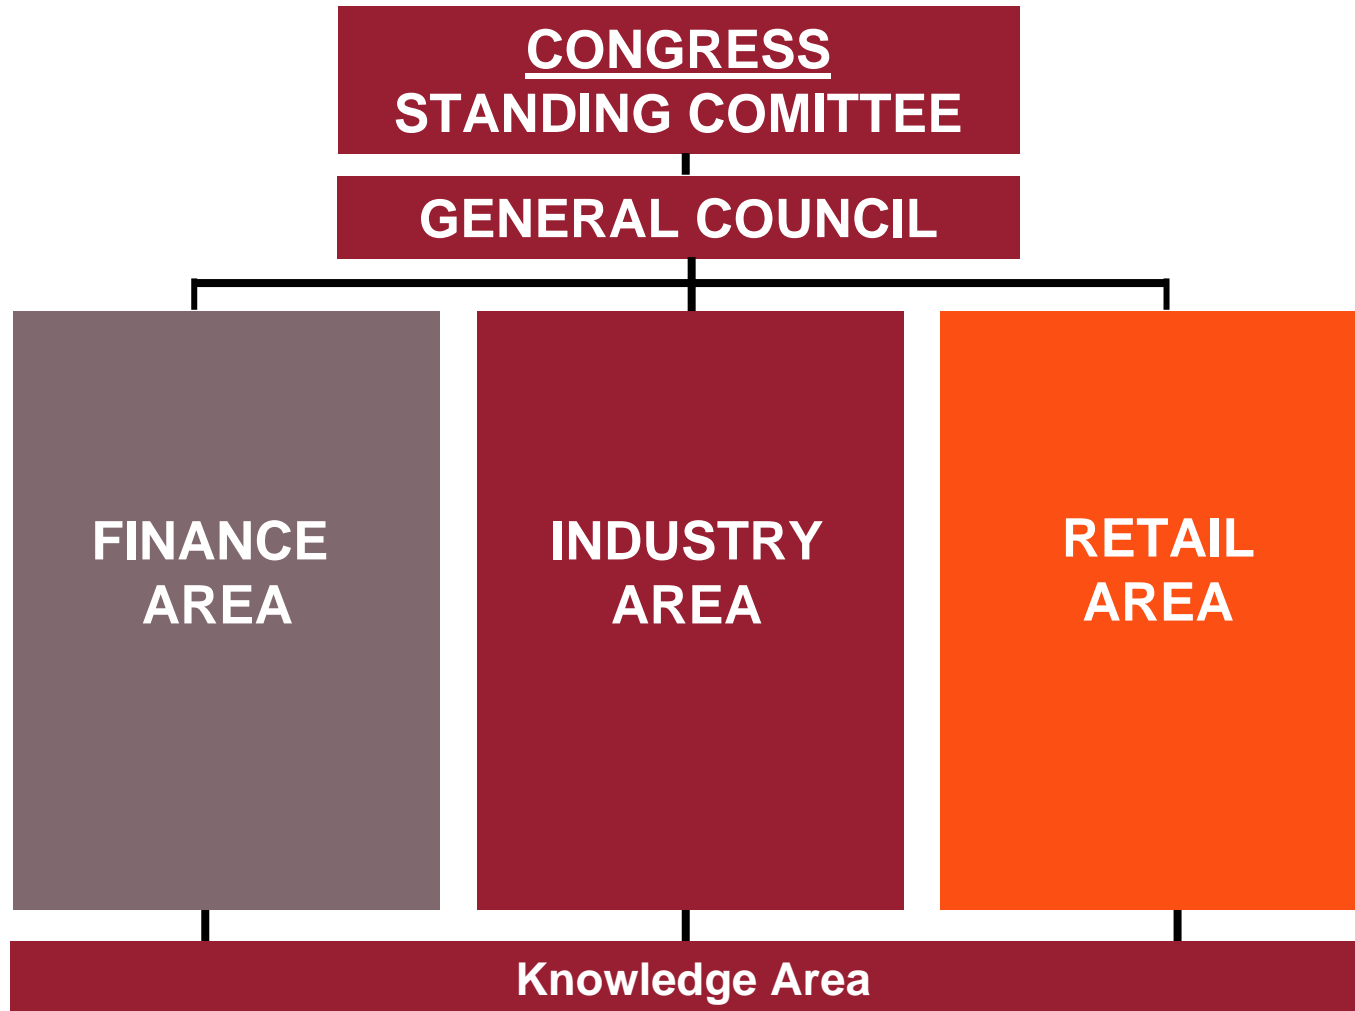 CONGRESS
STANDING COMITTEE
GENERAL COUNCIL
FINANCE
AREA
INDUSTRY
AREA
RETAIL
AREA
Knowledge Area